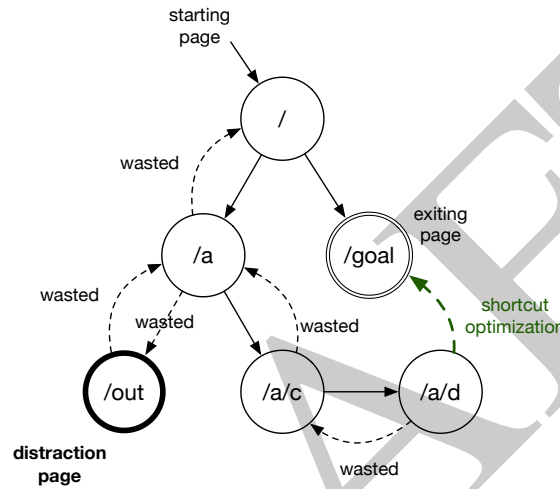 starting
page
/
wasted
exiting
page
/a
/goal
wasted
wasted
wasted
shortcut
optimization
/out
/a/c
/a/d
distraction
page
wasted